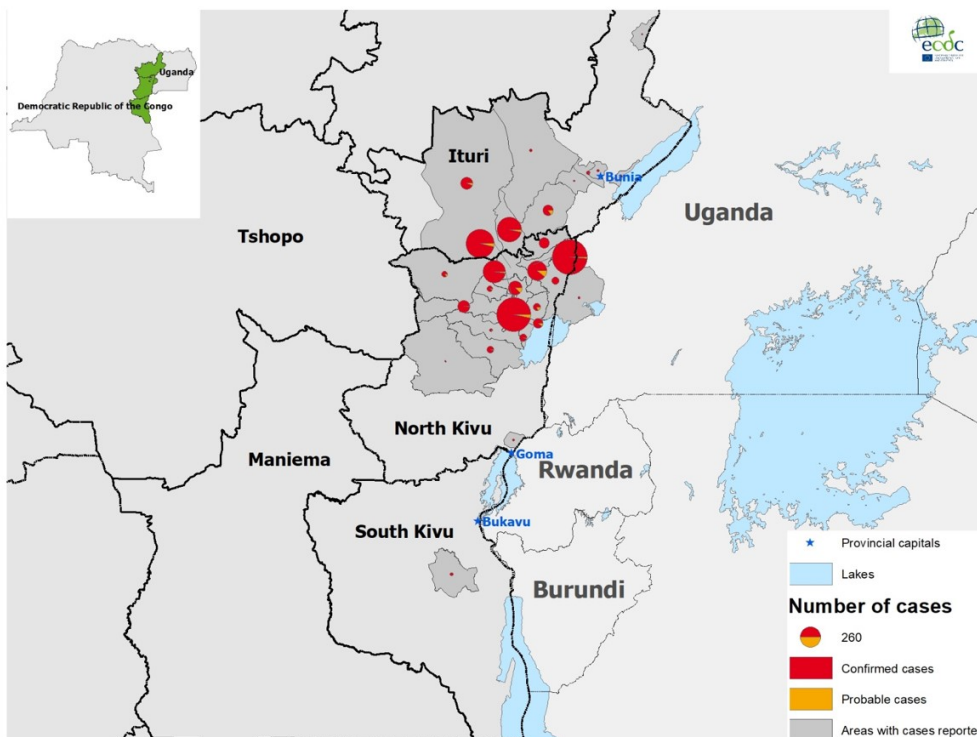 ecdc
Uganda
Democratic Republic of the Congo
Ituri
Bunia
Uganda
Tshopo
North Kivu
Goma
Maniema
Rwanda
South Kivu
Bukavu
Burundi
Provincial capitals
Lakes
Number of cases
260
Confirmed cases
Probable cases
Areas with cases reporte